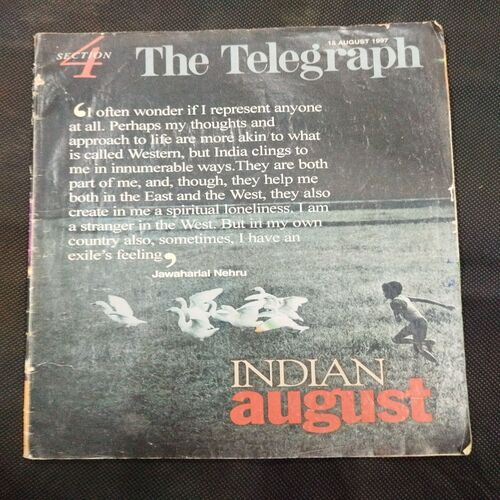 SECTION
4
The Telegraph
15 AUGUST 1997
‘I often wonder if I represent anyone
at all. Perhaps my thoughts and
approach to life are more akin to what
is called Western, but India clings to
me in innumerable ways.They are both
part of me, and, though, they help me
both in the East and the West, they also
create in me a spiritual loneliness. I am
a stranger in the West. But in my own
country also, sometimes, I have an
exile's feeling’
Jawaharlal Nehru
INDIAN
august